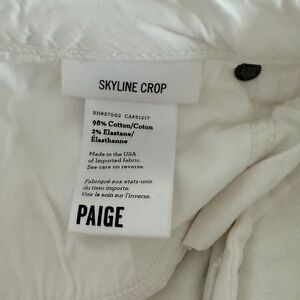 SKYLINE CROP
RN#27002 CA#51217
98% Cotton/Coton
2% Elastane/
Élasthanne
Made in the USA
of imported fabric.
See care on reverse.
Fabriqué aux etats-unis
du tissu importe.
Voir le soin sur l'inverse.
PAIGE